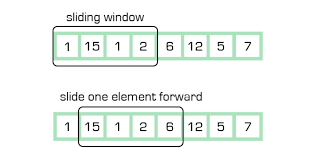 sliding window
1 15 1 2 6 12 5 7
slide one element forward
1 15 1 2 6 12 5 7